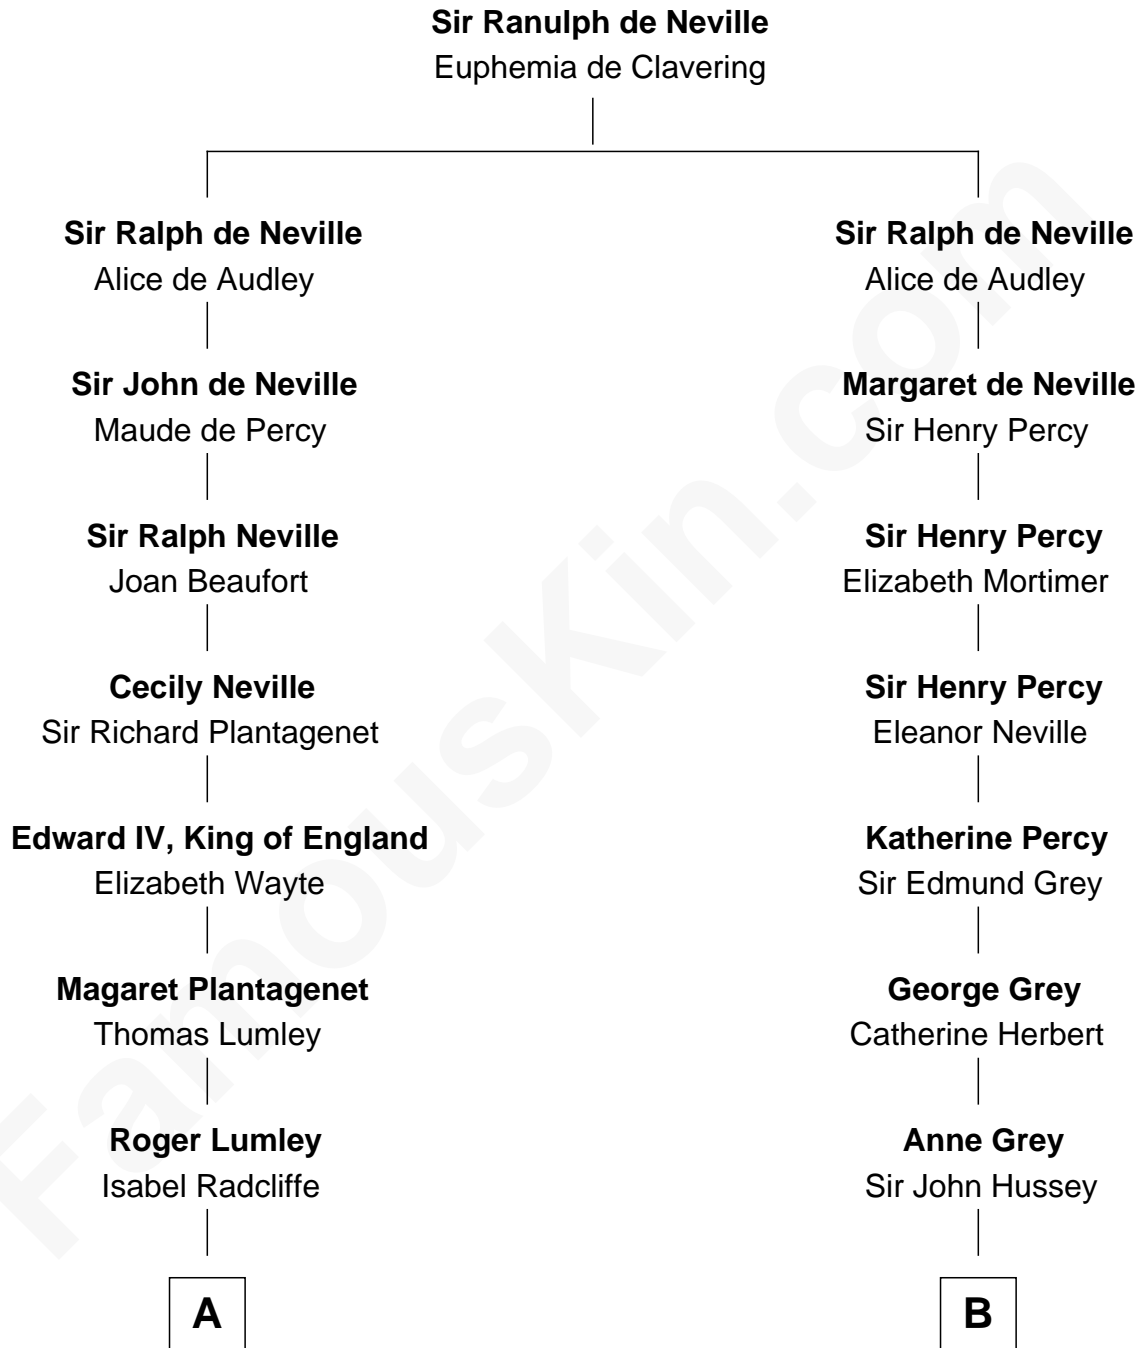 Sir Ranulph de Neville
Euphemia de Clavering
Sir Ralph de Neville
Alice de Audley
Sir Ralph de Neville
Alice de Audley
Sir John de Neville
Maude de Percy
Margaret de Neville
Sir Henry Percy
Sir Ralph Neville
Joan Beaufort
Sir Henry Percy
Elizabeth Mortimer
Cecily Neville
Sir Richard Plantagenet
Sir Henry Percy
Eleanor Neville
Edward IV, King of England
Elizabeth Wayte
Katherine Percy
Sir Edmund Grey
Magaret Plantagenet
Thomas Lumley
George Grey
Catherine Herbert
Roger Lumley
Isabel Radcliffe
Anne Grey
Sir John Hussey
A
B
FamousKin.com